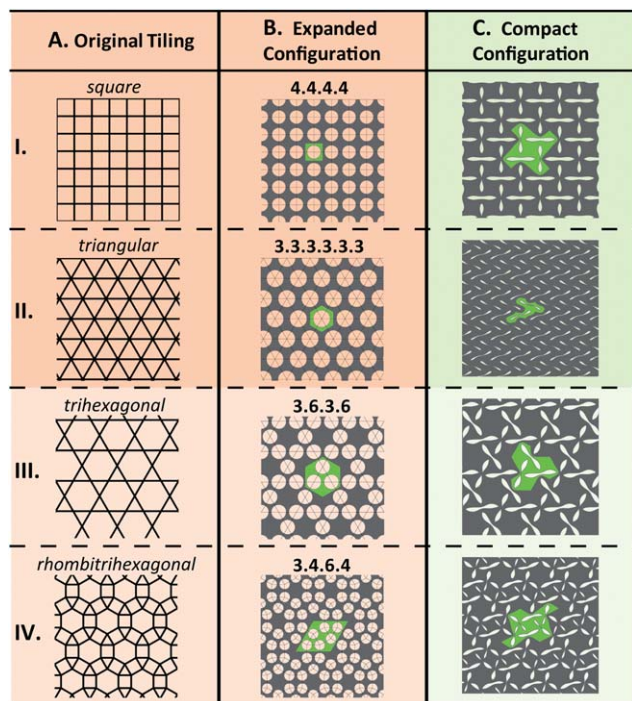 A. Original Tiling
B. Expanded
Configuration
C. Compact
Configuration
I.
square
4.4.4.4
II.
triangular
3.3.3.3.3.3
III.
trihexagonal
3.6.3.6
IV.
rhombitrihexagonal
3.4.6.4